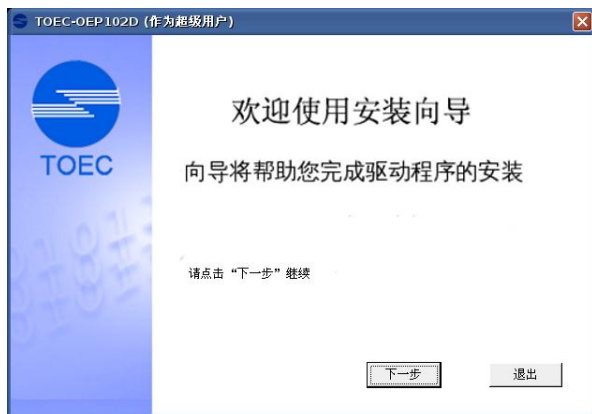 TOEC-OEP102D (作为超级用户)
TOEC
欢迎使用安装向导
向导将帮助您完成驱动程序的安装
请点击“下一步”继续
下一步
退出